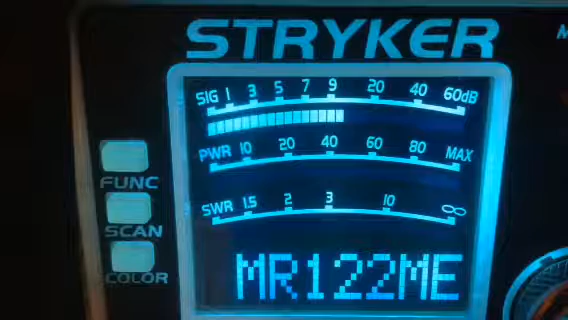 STRYKER
M
SIG 1 3 5 7 9 20 40 60dB
PWR 10 20 40 60 80 MAX
FUNC
SWR 1.5 2 3 10 ∞
SCAN
COLOR
MR122ME